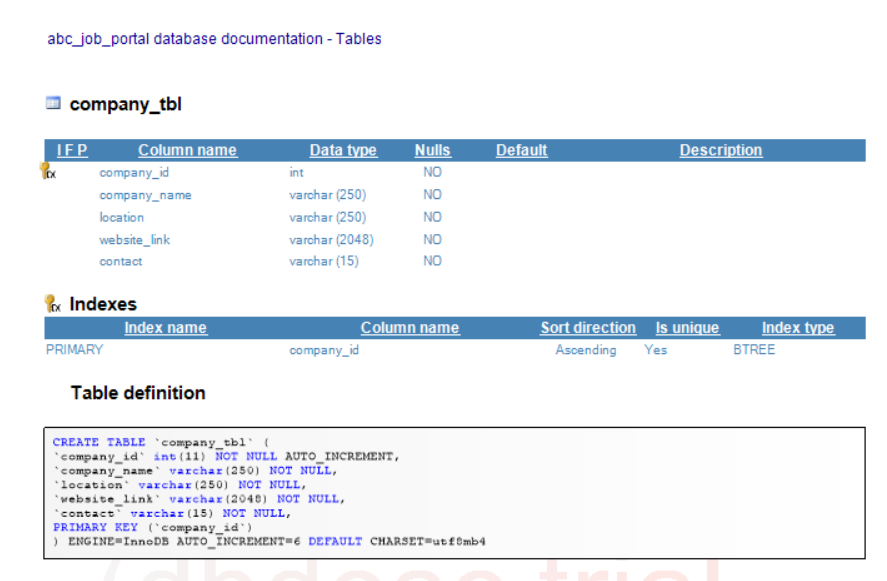 abc_job_portal database documentation - Tables
company_tbl
I F P Column name Data type Nulls Default Description
company_id int NO
company_name varchar (250) NO
location varchar (250) NO
website_link varchar (2048) NO
contact varchar (15) NO
Indexes
Index name Column name Sort direction Is unique Index type
PRIMARY company_id Ascending Yes BTREE
Table definition
CREATE TABLE `company_tbl` (
`company_id` int(11) NOT NULL AUTO_INCREMENT,
`company_name` varchar(250) NOT NULL,
`location` varchar(250) NOT NULL,
`website_link` varchar(2048) NOT NULL,
`contact` varchar(15) NOT NULL,
PRIMARY KEY (`company_id`)
) ENGINE=InnoDB AUTO_INCREMENT=6 DEFAULT CHARSET=utf8mb4
trial